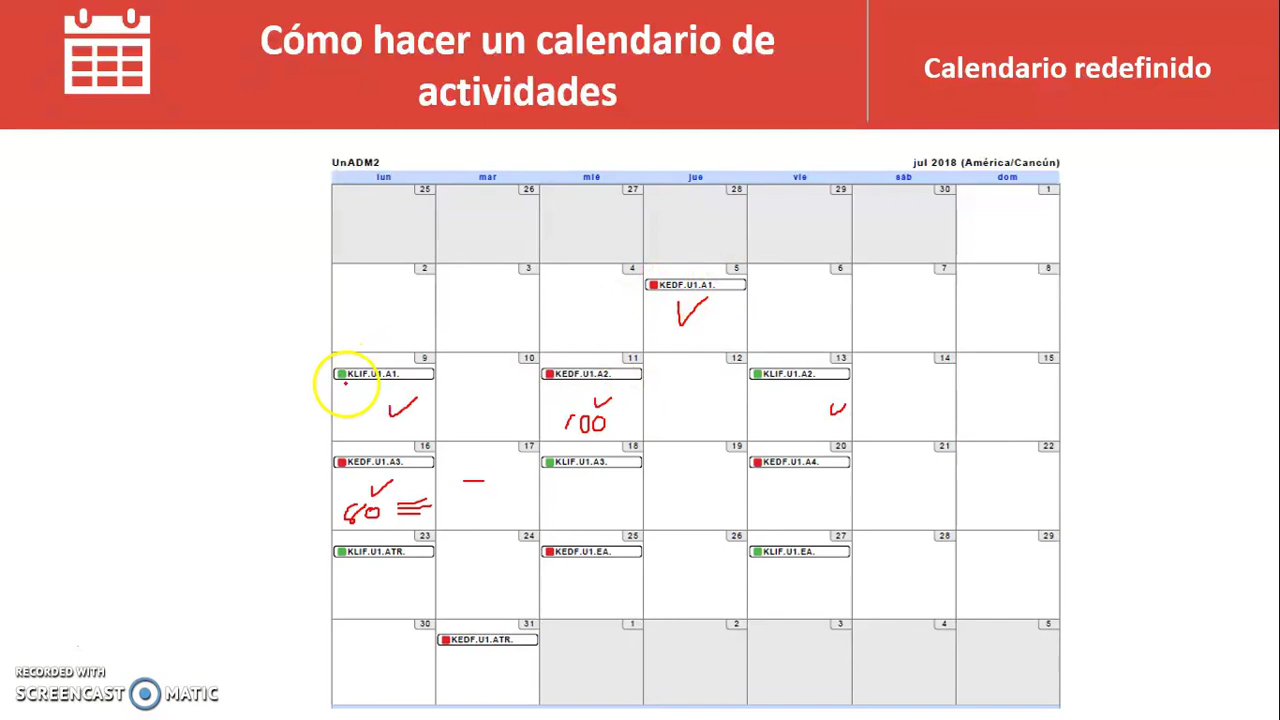 Cómo hacer un calendario de
actividades
Calendario redefinido
UnADM2
jul 2018 (América/Cancún)
lun mar mié jue vie sáb dom
25 26 27 28 29 30 1
2 3 4 5 6 7 8
KEDF.U1.A1.
9 10 11 12 13 14 15
KLIF.U1.A1. KEDF.U1.A2. KLIF.U1.A2.
100
16 17 18 19 20 21 22
KEDF.U1.A3. KLIF.U1.A3. KEDF.U1.A4.
80
23 24 25 26 27 28 29
KLIF.U1.ATR. KEDF.U1.EA. KLIF.U1.EA.
30 31 1 2 3 4 5
KEDF.U1.ATR.
RECORDED WITH
SCREENCAST MATIC